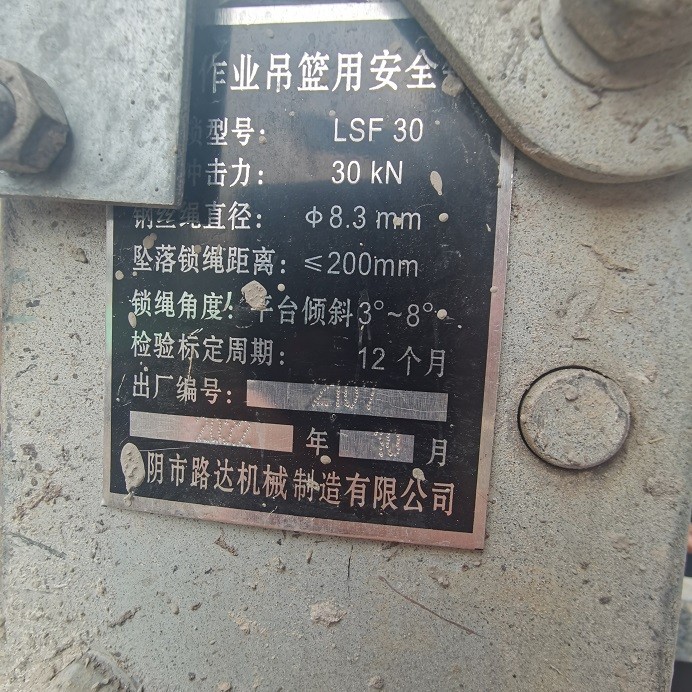 作业吊篮用安全
锁型号: LSF 30
冲击力: 30 kN
钢丝绳直径: Φ8.3 mm
坠落锁绳距离: ≤200mm
锁绳角度: 平台倾斜3°~8°
检验标定周期: 12 个月
出厂编号:
2022 年 月
阴市路达机械制造有限公司